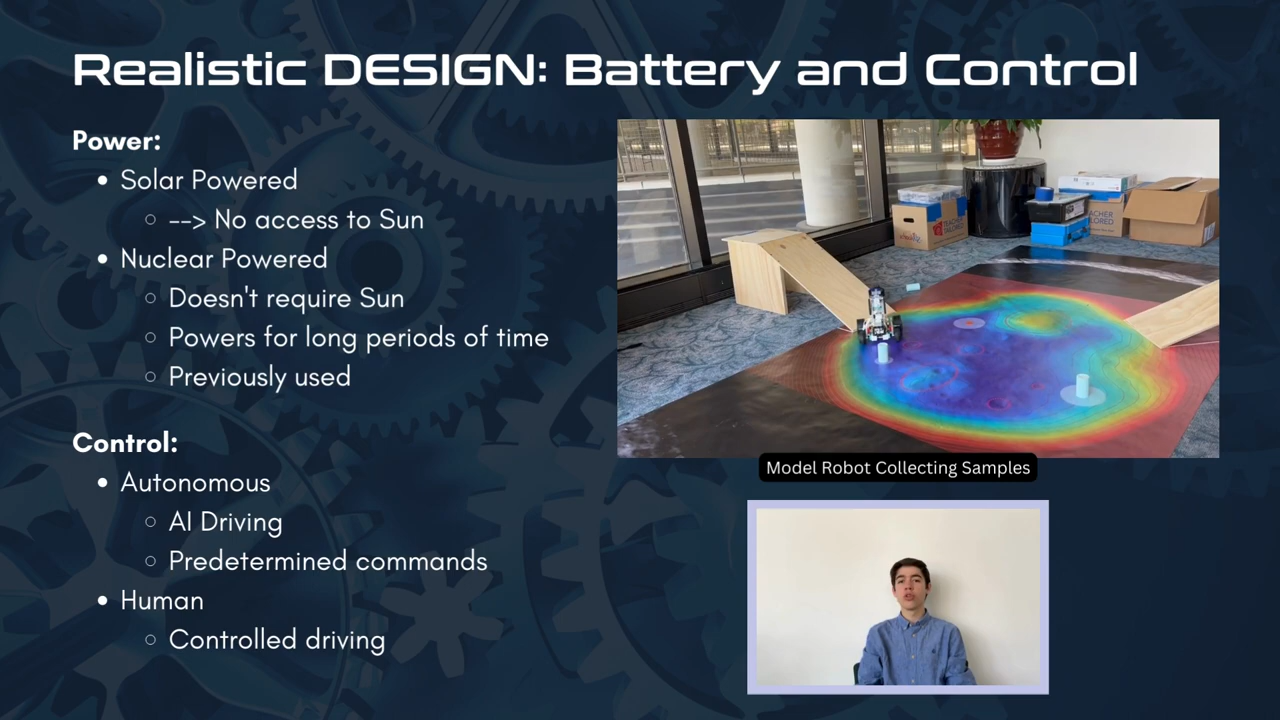 Realistic DESIGN: Battery and Control
Power:
Solar Powered
--> No access to Sun
Nuclear Powered
Doesn't require Sun
Powers for long periods of time
Previously used
Control:
Autonomous
AI Driving
Predetermined commands
Human
Controlled driving
TEACHER
TAILORED
Model Robot Collecting Samples